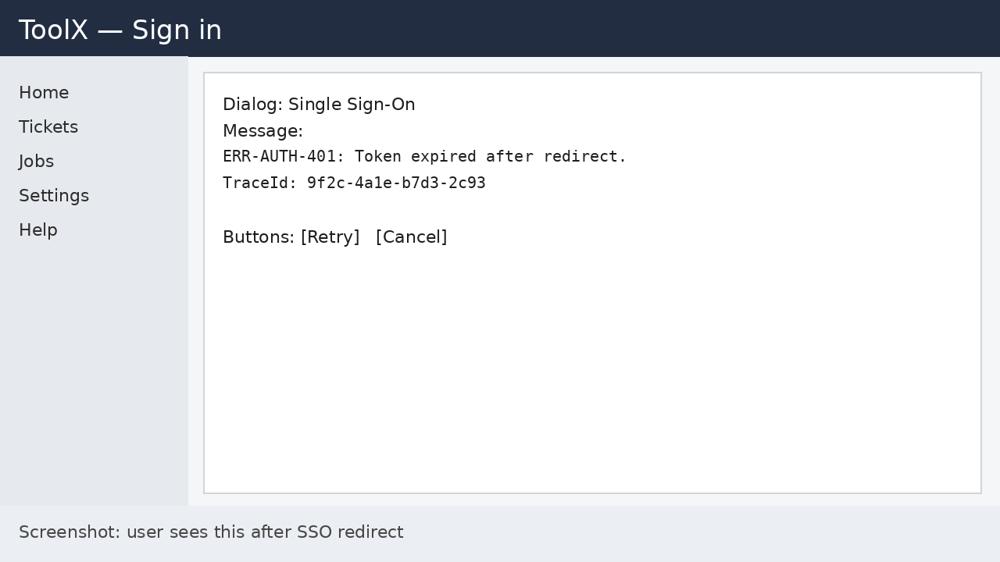 ToolX — Sign in
Home
Tickets
Jobs
Settings
Help
Dialog: Single Sign-On
Message:
ERR-AUTH-401: Token expired after redirect.
TraceId: 9f2c-4a1e-b7d3-2c93
Buttons: [Retry]   [Cancel]
Screenshot: user sees this after SSO redirect